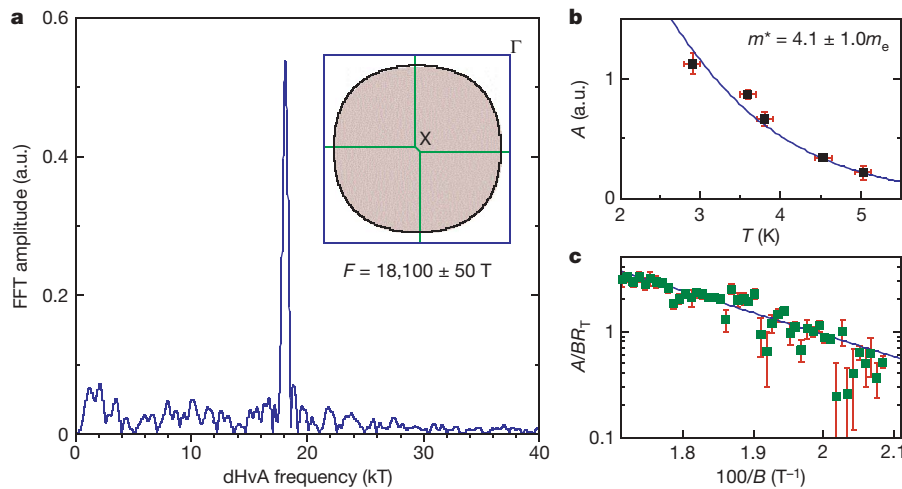 a
0.6
0.4
0.2
0
FFT amplitude (a.u.)
0
10
20
30
40
dHvA frequency (kT)
Γ
X
F = 18,100 ± 50 T
b
m* = 4.1 ± 1.0mₑ
1
0
A (a.u.)
2
3
4
5
T (K)
c
1
0.1
A/BR_T
1.8
1.9
2
2.1
100/B (T⁻¹)